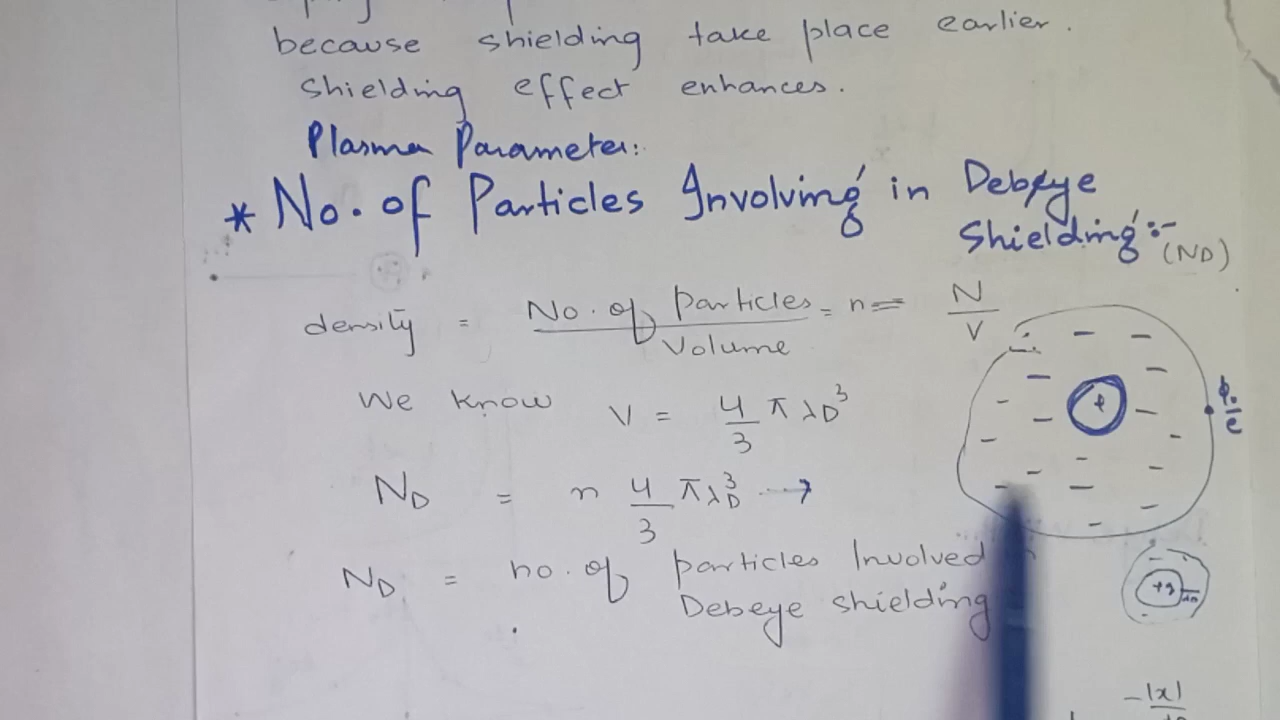 because shielding take place earlier.
shielding effect enhances.
Plasma Parameter:
* No. of Particles Involving in Debye
Shielding :-
(ND)
density = No. of particles / Volume = n = N / V
We know V = 4/3 π λD³
ND = n 4/3 π λD³ →
+
φ₀/e
ND = no. of particles Involved
Debeye shielding
+q
-|x|